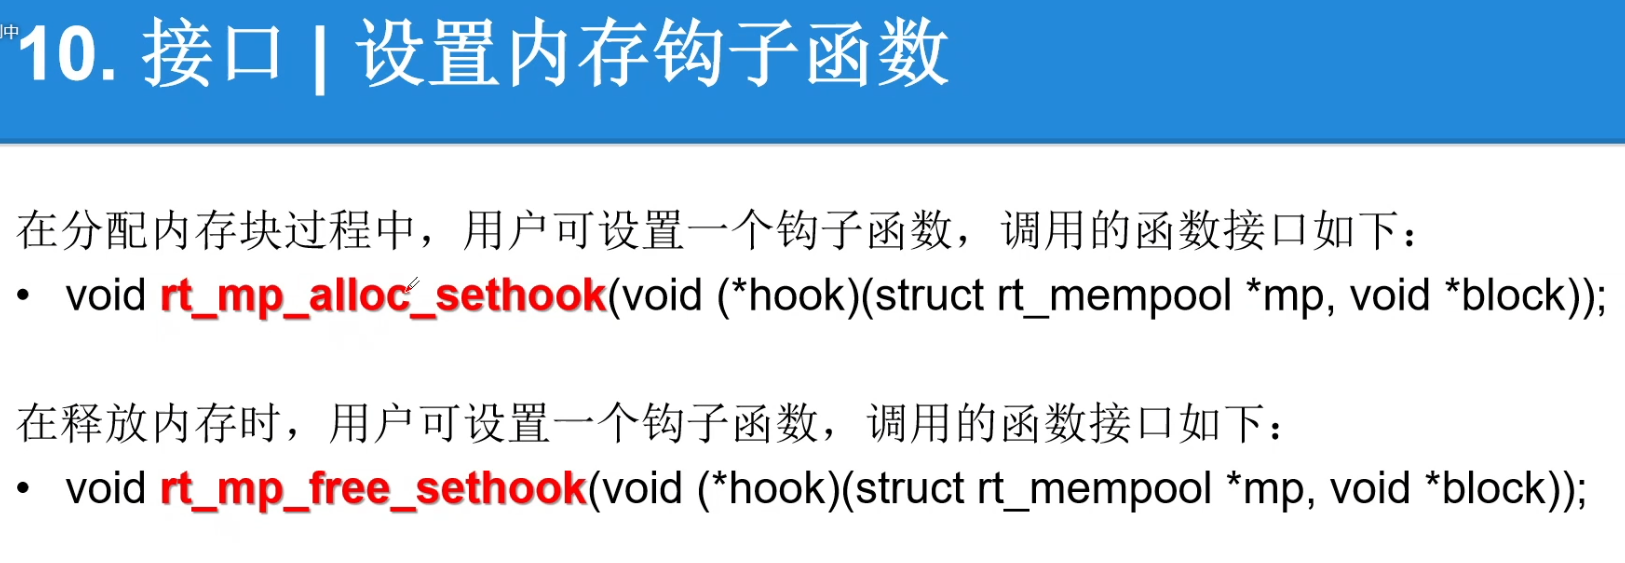 中
10. 接口 | 设置内存钩子函数
在分配内存块过程中，用户可设置一个钩子函数，调用的函数接口如下：
• void rt_mp_alloc_sethook(void (*hook)(struct rt_mempool *mp, void *block));
在释放内存时，用户可设置一个钩子函数，调用的函数接口如下：
• void rt_mp_free_sethook(void (*hook)(struct rt_mempool *mp, void *block));